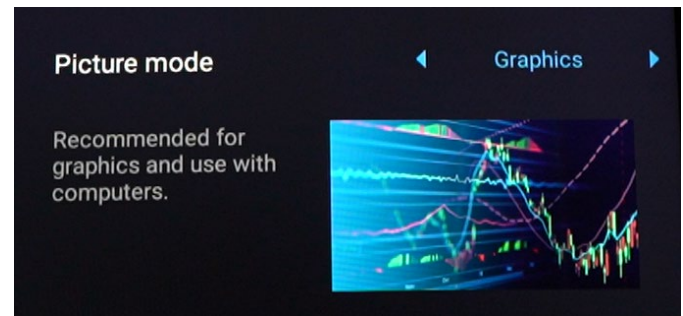 Picture mode
Graphics
Recommended for
graphics and use with
computers.